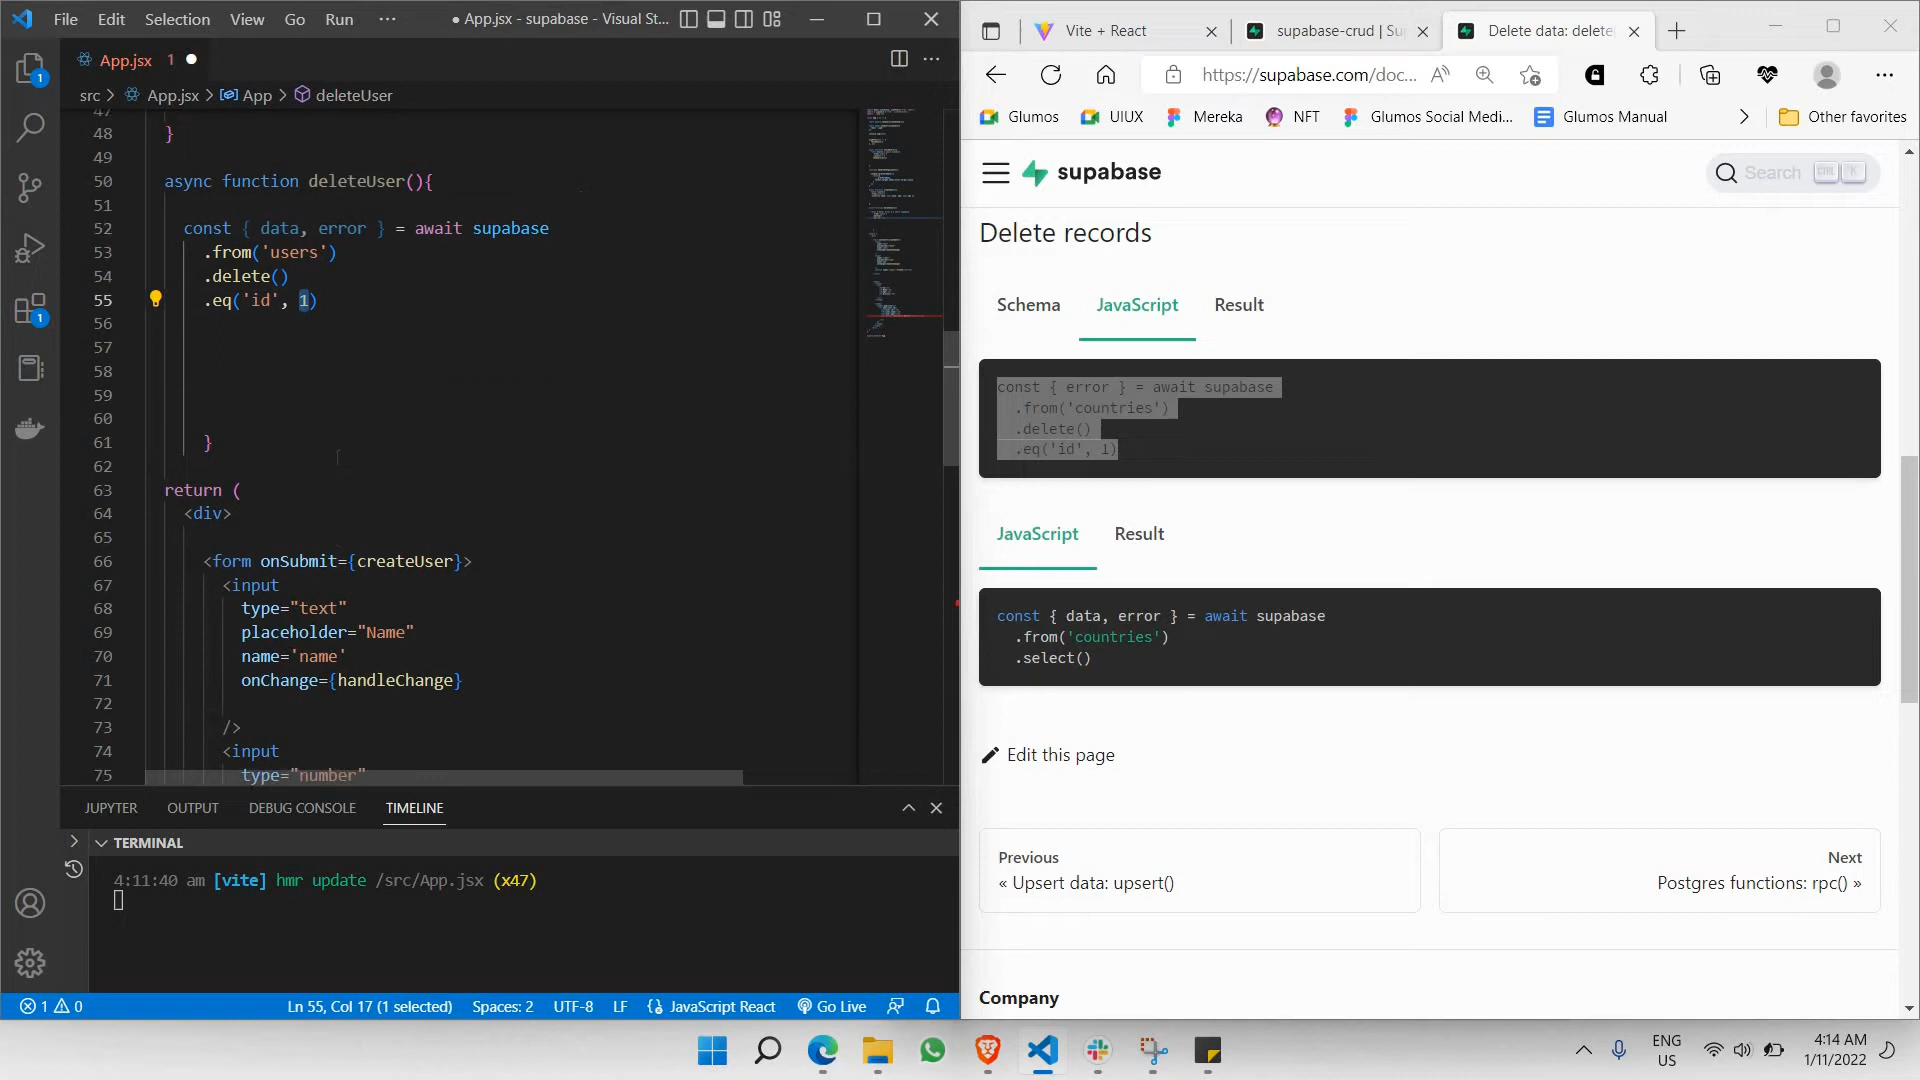 File Edit Selection View Go Run ··· ● App.jsx - supabase - Visual St...
App.jsx 1
src > App.jsx > App > deleteUser
47
48 }
49
50 async function deleteUser(){
51
52 const { data, error } = await supabase
53 .from('users')
54 .delete()
55 .eq('id', 1)
56
57
58
59
60
61 }
62
63 return (
64 <div>
65
66 <form onSubmit={createUser}>
67 <input
68 type="text"
69 placeholder="Name"
70 name='name'
71 onChange={handleChange}
72
73 />
74 <input
75 type="number"
JUPYTER OUTPUT DEBUG CONSOLE TIMELINE
TERMINAL
4:11:40 am [vite] hmr update /src/App.jsx (x47)
1 1
1 0 Ln 55, Col 17 (1 selected) Spaces: 2 UTF-8 LF JavaScript React Go Live
Vite + React supabase-crud | Su Delete data: delete
https://supabase.com/doc...
Glumos UIUX Mereka NFT Glumos Social Medi... Glumos Manual Other favorites
supabase Search CTRL K
Delete records
Schema JavaScript Result
const { error } = await supabase
.from('countries')
.delete()
.eq('id', 1)
JavaScript Result
const { data, error } = await supabase
.from('countries')
.select()
Edit this page
Previous
« Upsert data: upsert()
Next
Postgres functions: rpc() »
Company
ENG
US
4:14 AM
1/11/2022